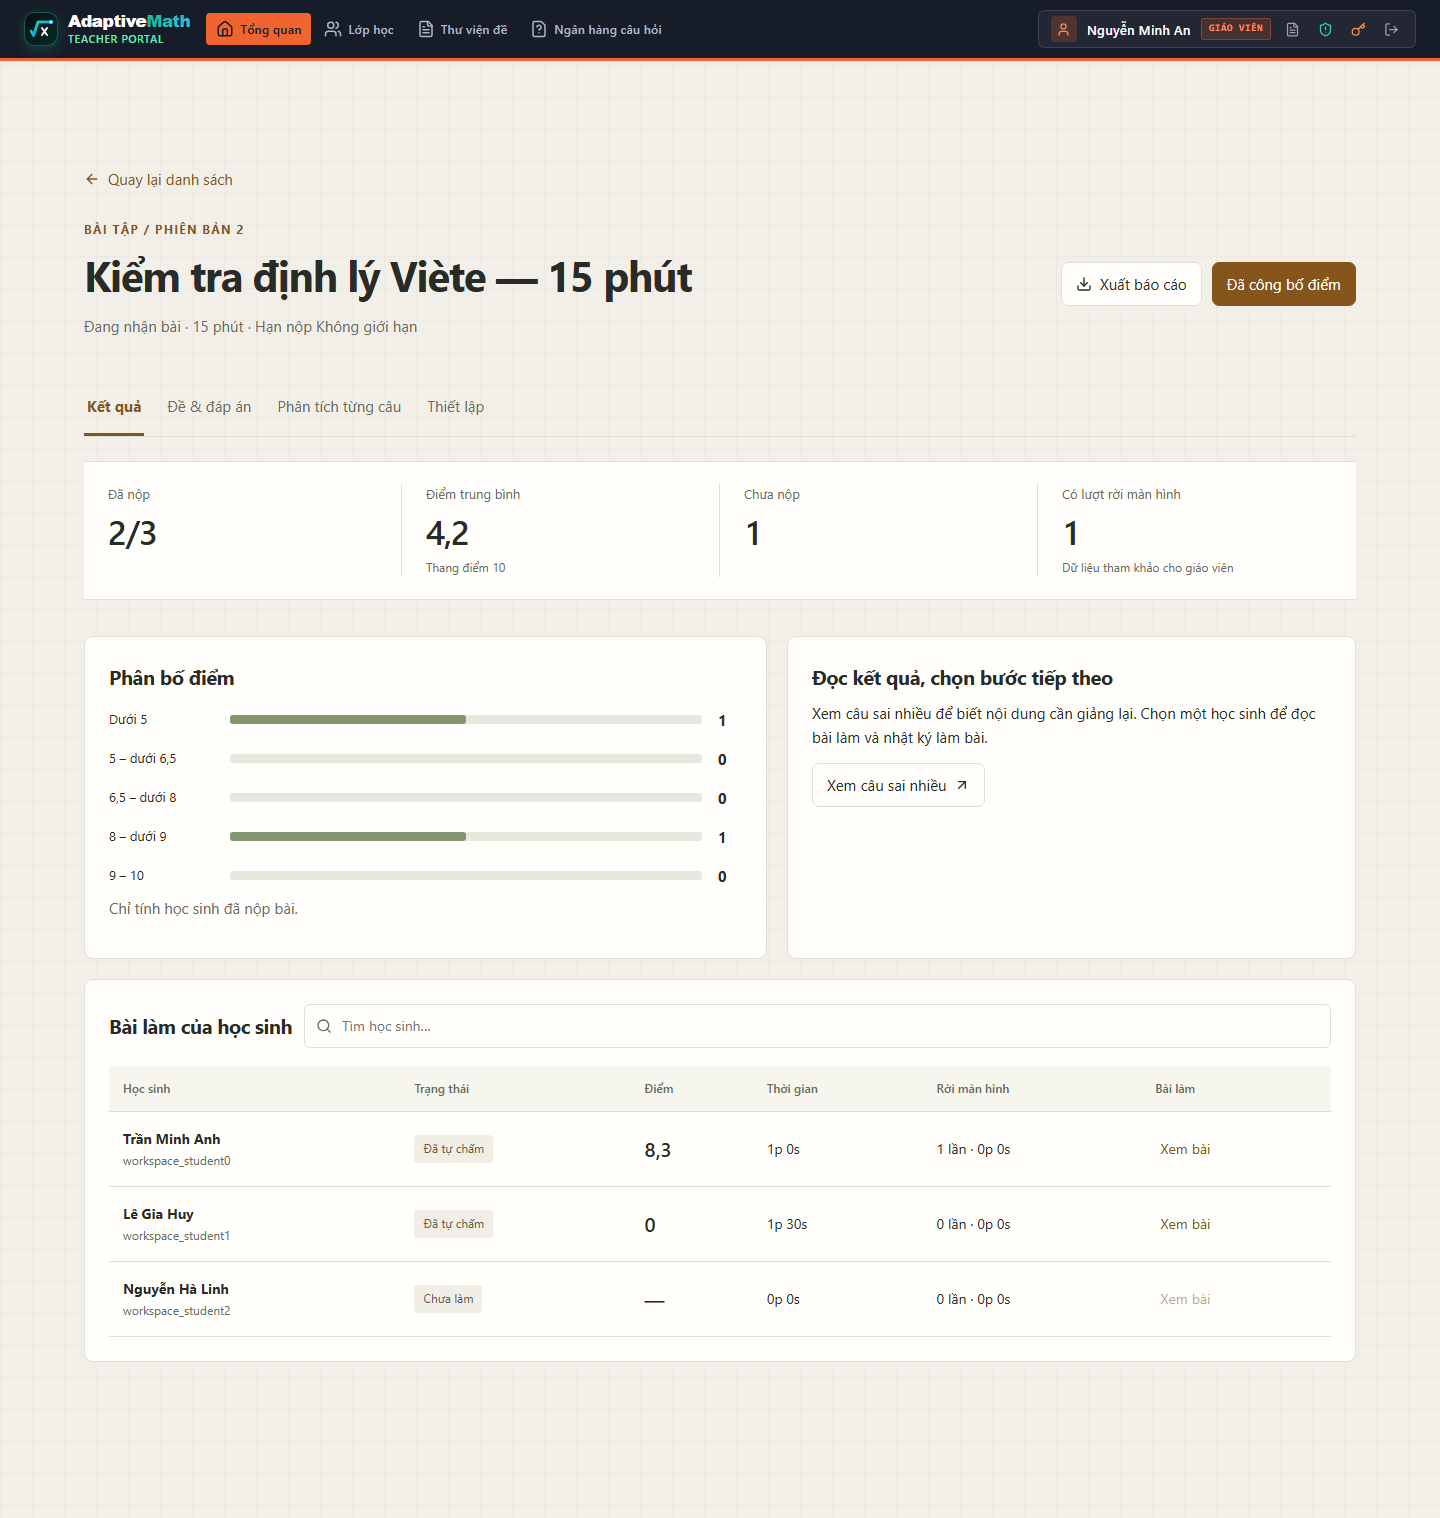 AdaptiveMath
TEACHER PORTAL
Tổng quan
Lớp học
Thư viện đề
Ngân hàng câu hỏi
Nguyễn Minh An
GIÁO VIÊN
Quay lại danh sách
BÀI TẬP / PHIÊN BẢN 2
Kiểm tra định lý Viète — 15 phút
Đang nhận bài · 15 phút · Hạn nộp Không giới hạn
Xuất báo cáo
Đã công bố điểm
Kết quả
Đề & đáp án
Phân tích từng câu
Thiết lập
Đã nộp
2/3
Điểm trung bình
4,2
Thang điểm 10
Chưa nộp
1
Có lượt rời màn hình
1
Dữ liệu tham khảo cho giáo viên
Phân bố điểm
Dưới 5 1
5 – dưới 6,5 0
6,5 – dưới 8 0
8 – dưới 9 1
9 – 10 0
Chỉ tính học sinh đã nộp bài.
Đọc kết quả, chọn bước tiếp theo
Xem câu sai nhiều để biết nội dung cần giảng lại. Chọn một học sinh để đọc
bài làm và nhật ký làm bài.
Xem câu sai nhiều
Bài làm của học sinh
Tìm học sinh...
Học sinh Trạng thái Điểm Thời gian Rời màn hình Bài làm
Trần Minh Anh
workspace_student0
Đã tự chấm 8,3 1p 0s 1 lần · 0p 0s Xem bài
Lê Gia Huy
workspace_student1
Đã tự chấm 0 1p 30s 0 lần · 0p 0s Xem bài
Nguyễn Hà Linh
workspace_student2
Chưa làm — 0p 0s 0 lần · 0p 0s Xem bài